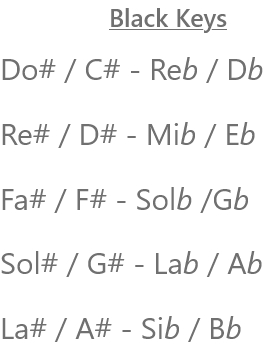 Black Keys
Do# / C# - Reb / Db
Re# / D# - Mib / Eb
Fa# / F# - Solb /Gb
Sol# / G# - Lab / Ab
La# / A# - Sib / Bb